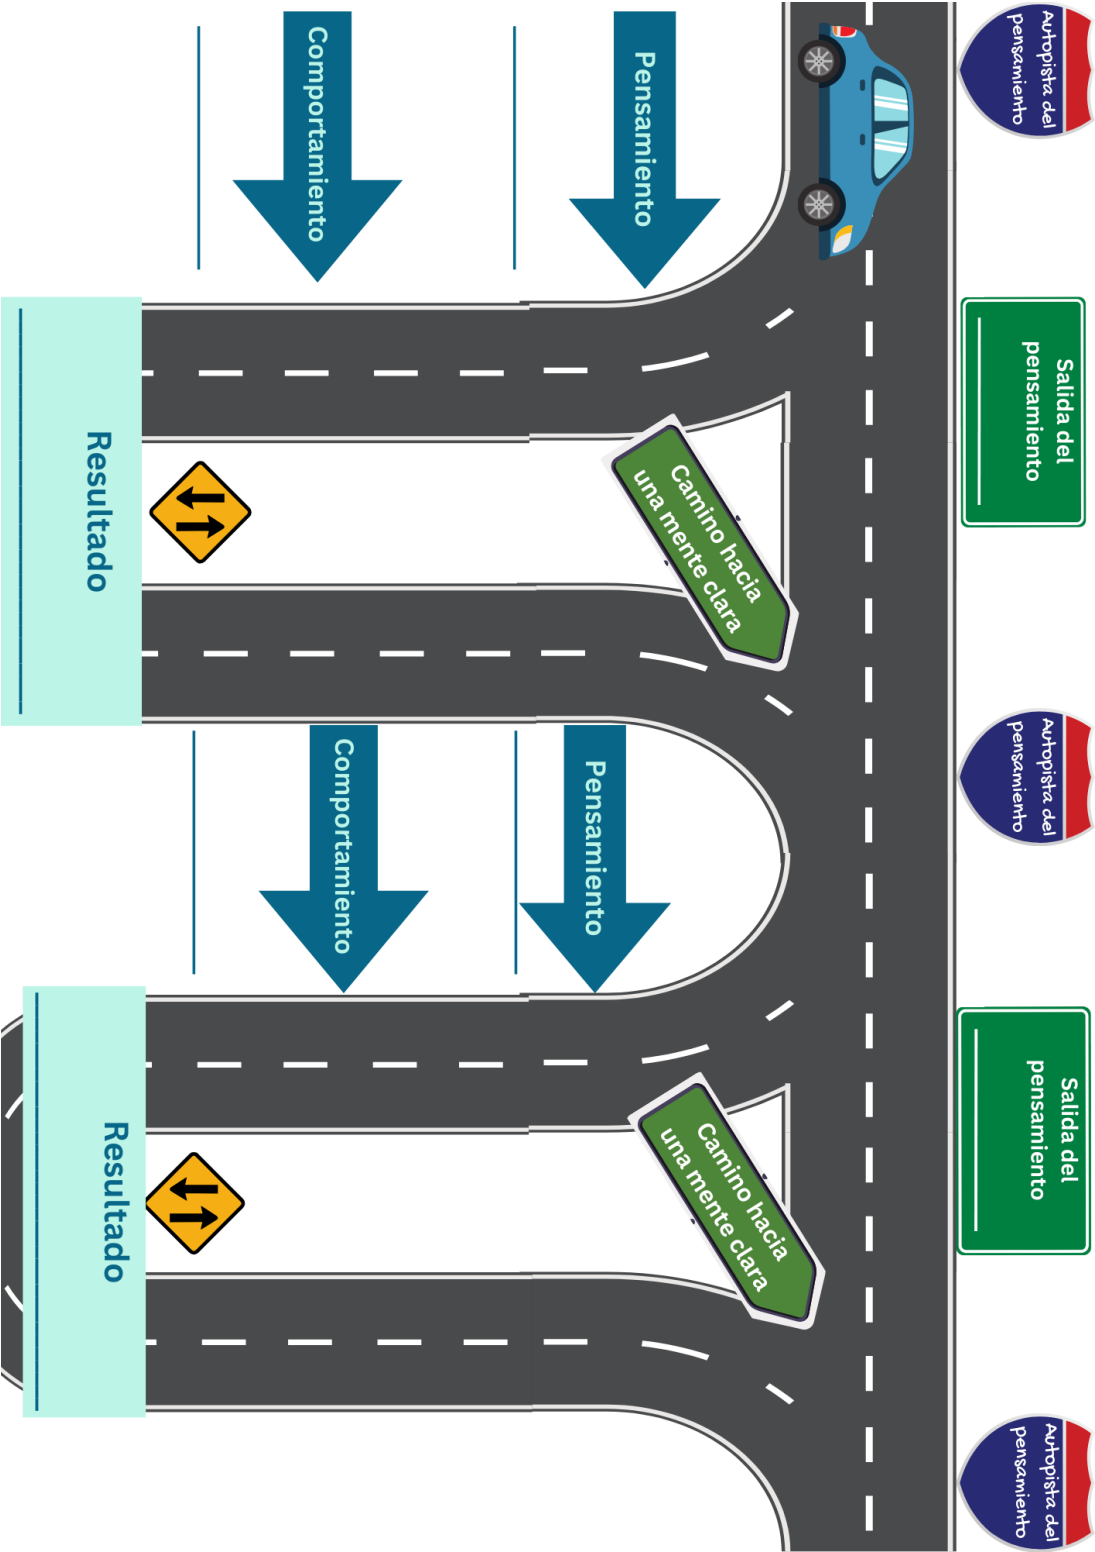 Autopista del
pensamiento
Salida del
pensamiento
Autopista del
pensamiento
Salida del
pensamiento
Autopista del
pensamiento
Pensamiento
Camino hacia
una mente clara
Pensamiento
Camino hacia
una mente clara
Comportamiento
Comportamiento
Resultado
Resultado